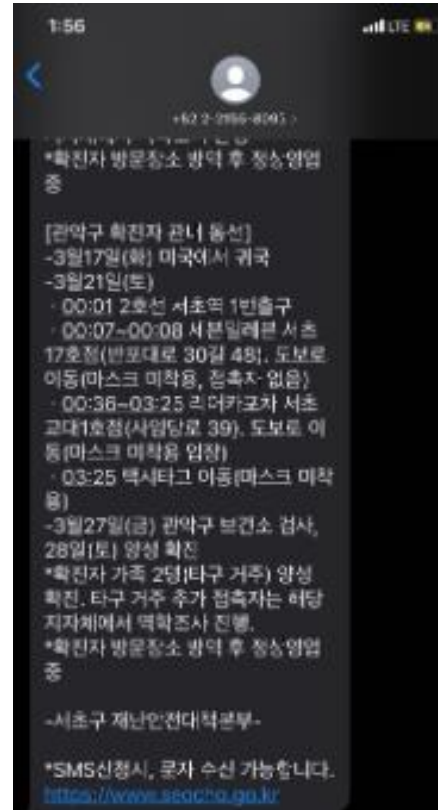 1:56
LTE
*확진자 방문장소 방역 후 정상영업
중
[관악구 확진자 관내 동선]
-3월17일(화) 미국에서 귀국
-3월21일(토)
· 00:01 2호선 서초역 1번출구
· 00:07~00:08 세븐일레븐 서초
17호점(반포대로 30길 48). 도보로
이동(마스크 미착용, 접촉자 없음)
· 00:36~03:25 리더카포차 서초
교대1호점(사임당로 39). 도보로 이
동(마스크 미착용 입장)
· 03:25 택시타고 이동(마스크 미착
용)
-3월27일(금) 관악구 보건소 검사,
28일(토) 양성 확진
*확진자 가족 2명(타구 거주) 양성
확진. 타구 거주 추가 접촉자는 해당
지자체에서 역학조사 진행.
*확진자 방문장소 방역 후 정상영업
중
-서초구 재난안전대책본부-
*SMS신청시, 문자 수신 가능합니다.
https://www.seocho.go.kr